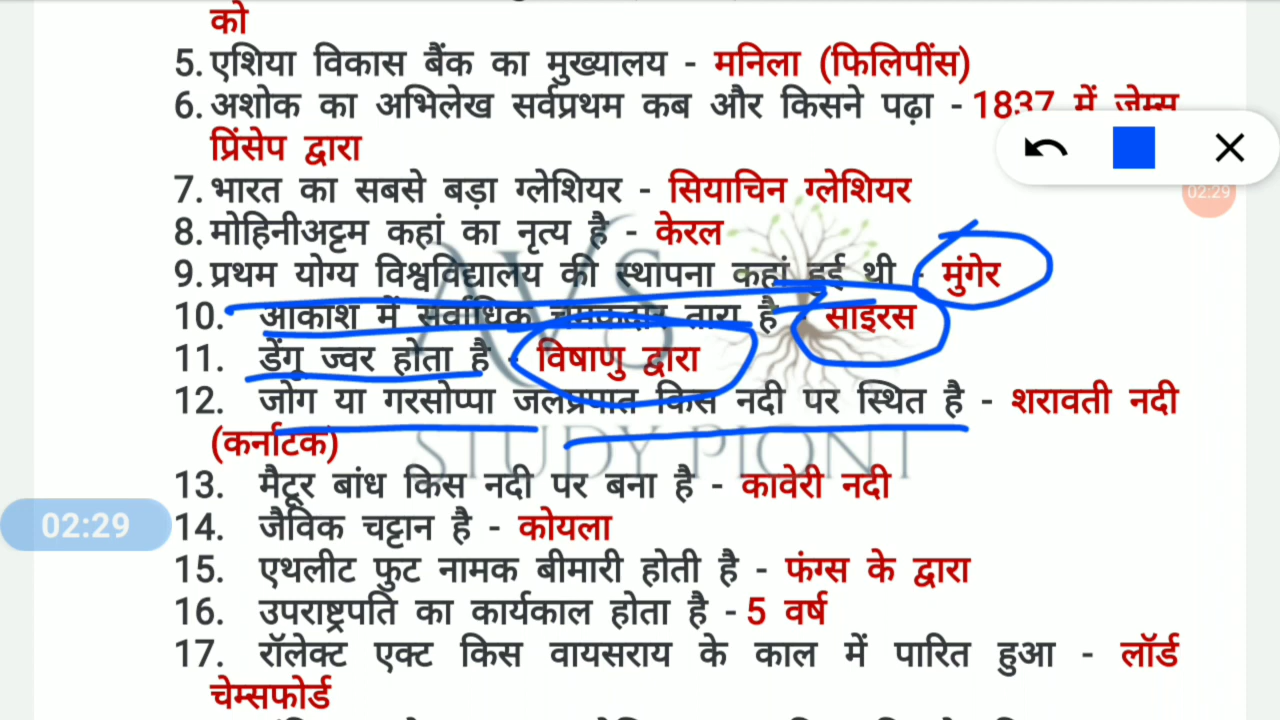 को
5. एशिया विकास बैंक का मुख्यालय - मनिला (फिलिपींस)
6. अशोक का अभिलेख सर्वप्रथम कब और किसने पढ़ा - 1837 में जेम्स
प्रिंसेप द्वारा
02:29
7. भारत का सबसे बड़ा ग्लेशियर - सियाचिन ग्लेशियर
8. मोहिनीअट्टम कहां का नृत्य है - केरल
9. प्रथम योग्य विश्वविद्यालय की स्थापना कहां हुई थी - मुंगेर
10. आकाश में सर्वाधिक चमकदार तारा है - साइरस
11. डेंगू ज्वर होता है - विषाणु द्वारा
12. जोग या गरसोप्पा जलप्रपात किस नदी पर स्थित है - शरावती नदी
(कर्नाटक)
AVS
STUDY PIONT
13. मैटूर बांध किस नदी पर बना है - कावेरी नदी
02:29
14. जैविक चट्टान है - कोयला
15. एथलीट फुट नामक बीमारी होती है - फंग्स के द्वारा
16. उपराष्ट्रपति का कार्यकाल होता है - 5 वर्ष
17. रॉलेक्ट एक्ट किस वायसराय के काल में पारित हुआ - लॉर्ड
चेम्सफोर्ड